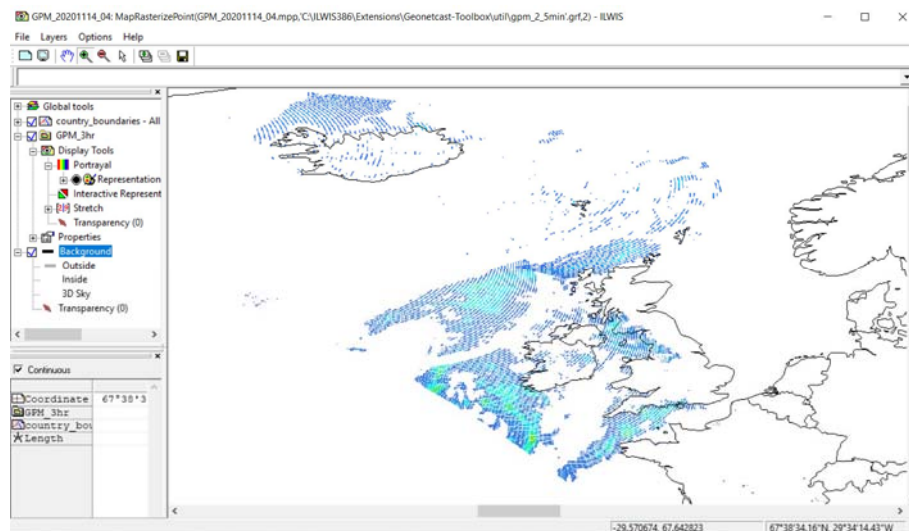 GPM_20201114_04: MapRasterizePoint(GPM_20201114_04.mpp,'C:\ILWIS386\Extensions\Geonetcast-Toolbox\util\gpm_2_5min'.grf,2) - ILWIS
File Layers Options Help
Global tools
country_boundaries - All
GPM_3hr
Display Tools
Portrayal
Representation
Interactive Represent
Stretch
Transparency (0)
Properties
Background
Outside
Inside
3D Sky
Transparency (0)
Continuous
Coordinate 67°38'3
GPM_3hr
country_bou
Length
-29.570674, 67.642823 67°38'34.16"N, 29°34'14.43"W